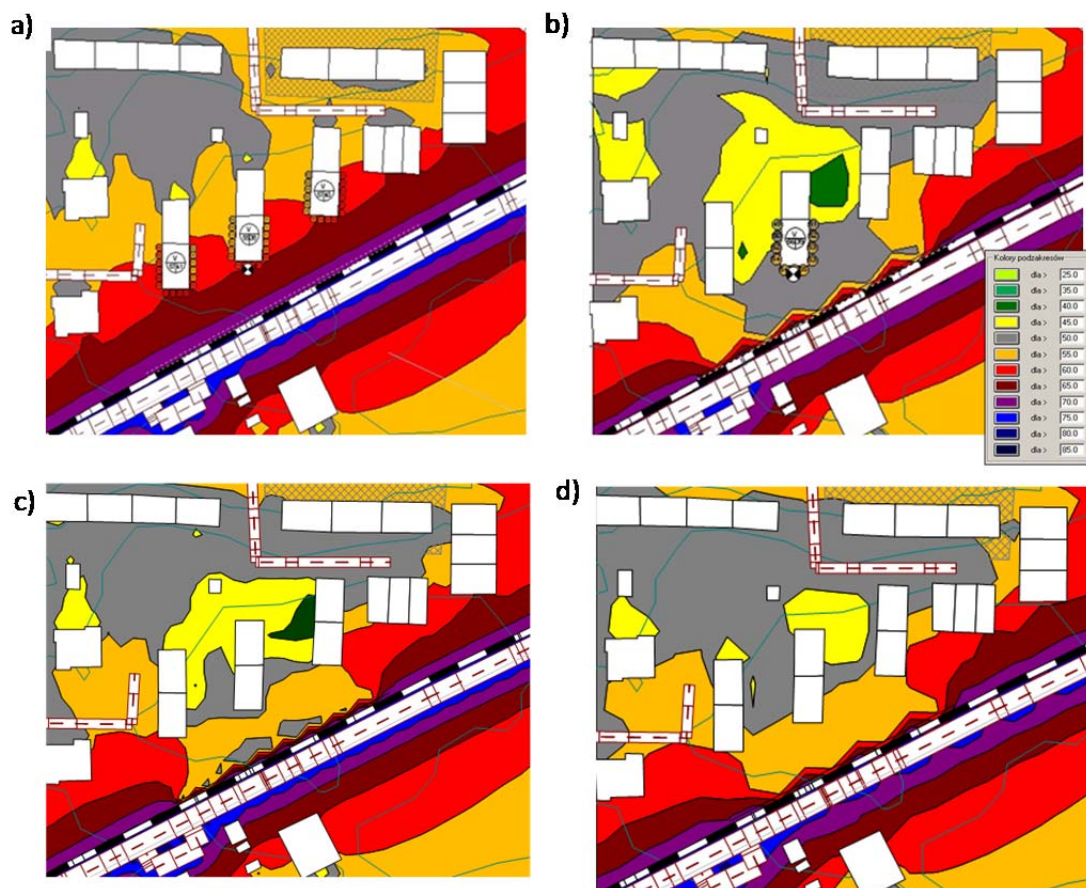 a)
b)
Kolory podzakresów
dla > 25.0
dla > 35.0
dla > 40.0
dla > 45.0
dla > 50.0
dla > 55.0
dla > 60.0
dla > 65.0
dla > 70.0
dla > 75.0
dla > 80.0
dla > 85.0
c)
d)